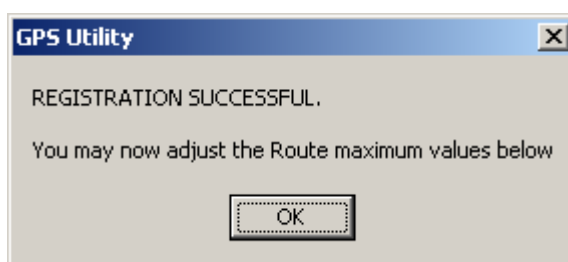 GPS Utility
REGISTRATION SUCCESSFUL.
You may now adjust the Route maximum values below
OK